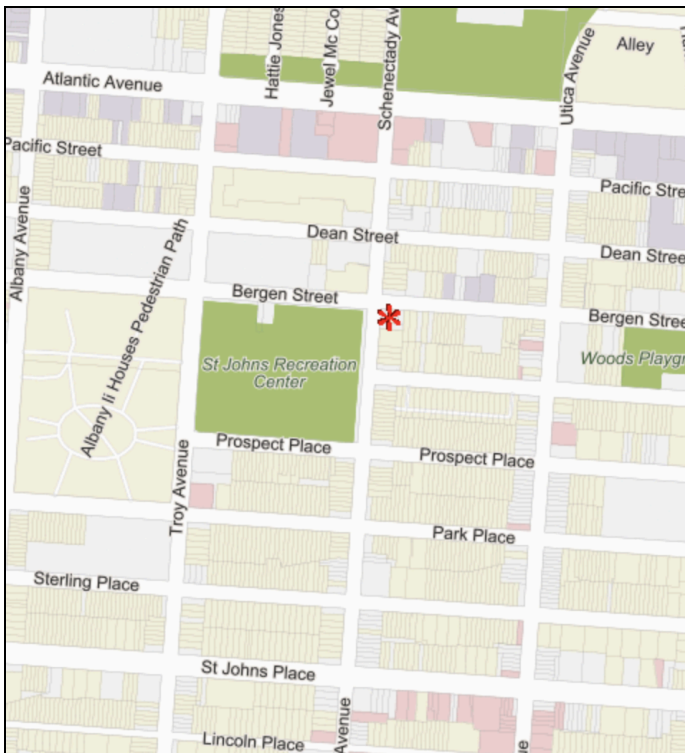 Alley
Hattie Jones
Jewel Mc Co
Schenectady Av
Utica Avenue
Atlantic Avenue
Pacific Street
Pacific Stre
Albany Avenue
Albany Ii Houses Pedestrian Path
Dean Street
Dean Stree
Bergen Street
Bergen Stree
St Johns Recreation
Center
Woods Playgr
Prospect Place
Prospect Place
Troy Avenue
Park Place
Sterling Place
St Johns Place
Avenue
Lincoln Place
ue